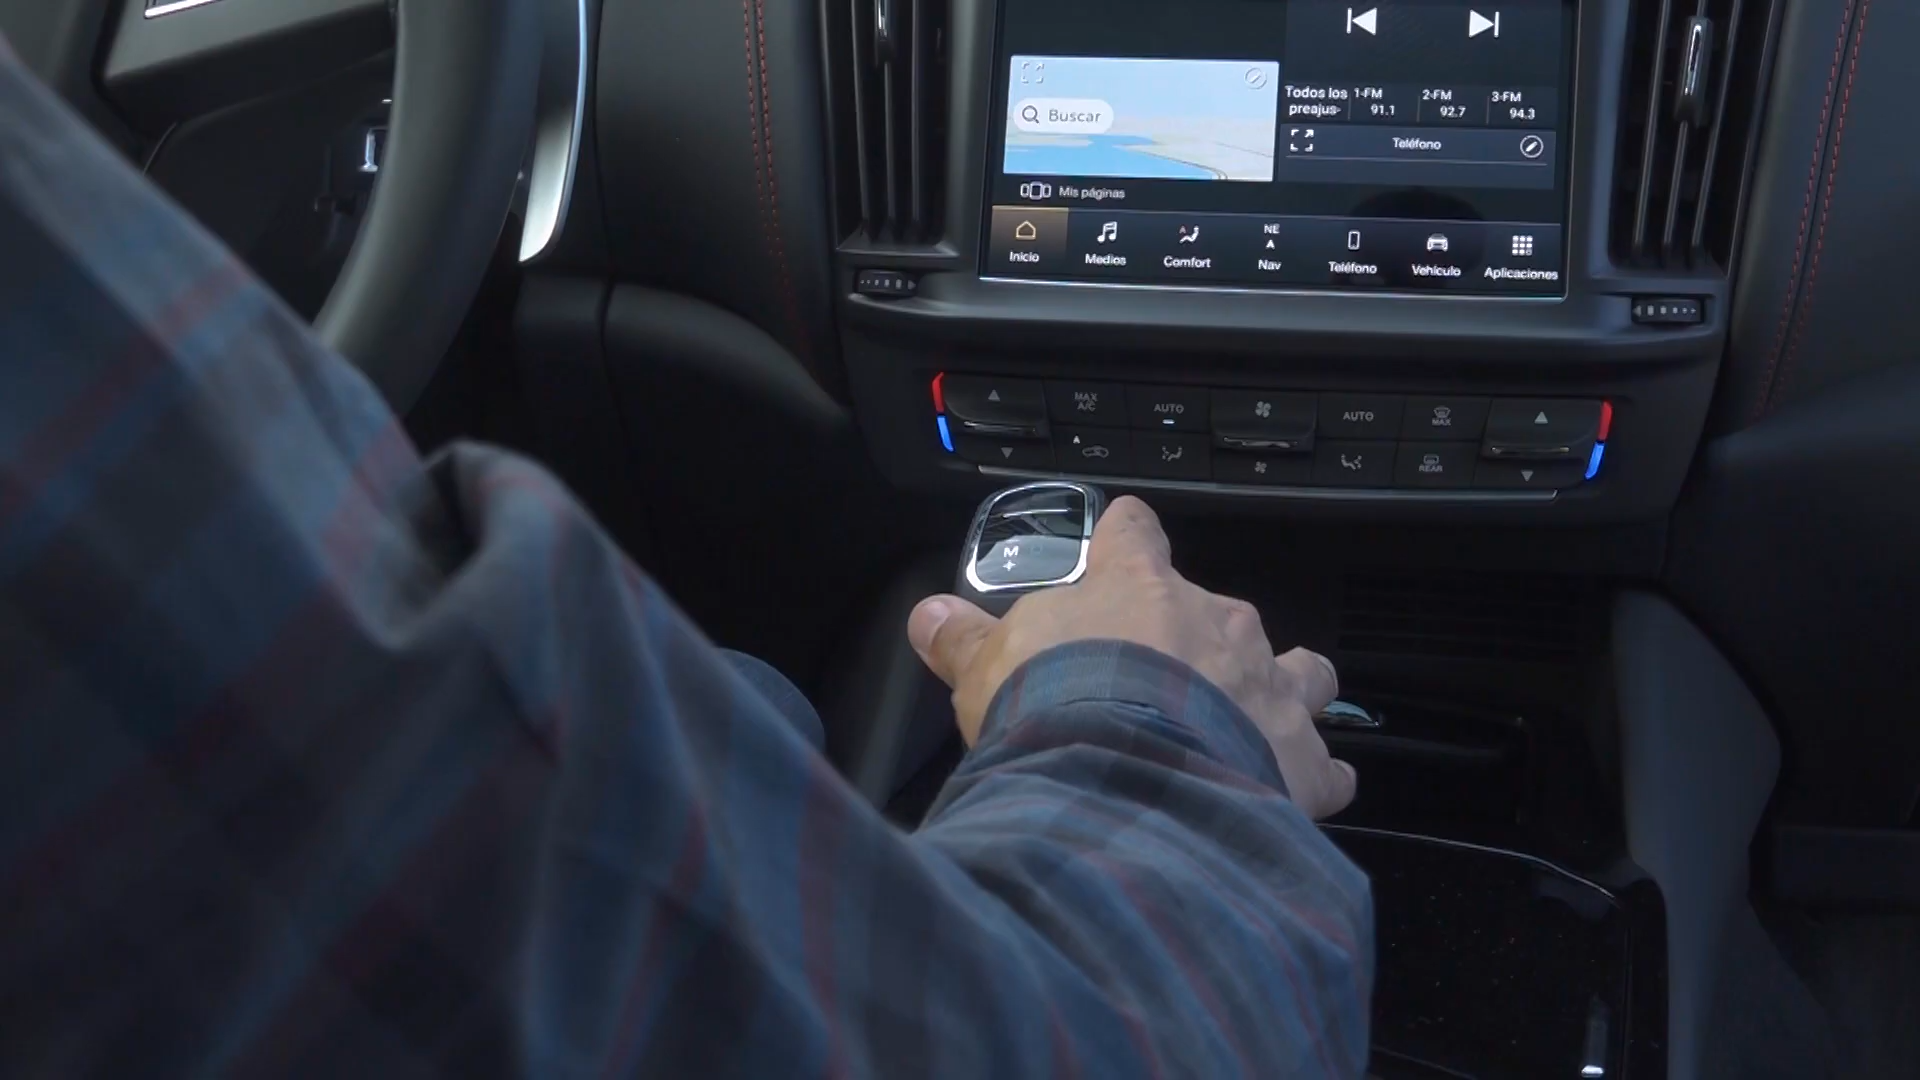 Buscar
Todos los
preajus-
1-FM
91.1
2-FM
92.7
3-FM
94.3
Teléfono
Mis páginas
Inicio
Medios
Comfort
NE
Nav
Teléfono
Vehículo
Aplicaciones
MAX
A/C
AUTO
AUTO
MAX
A
REAR
M